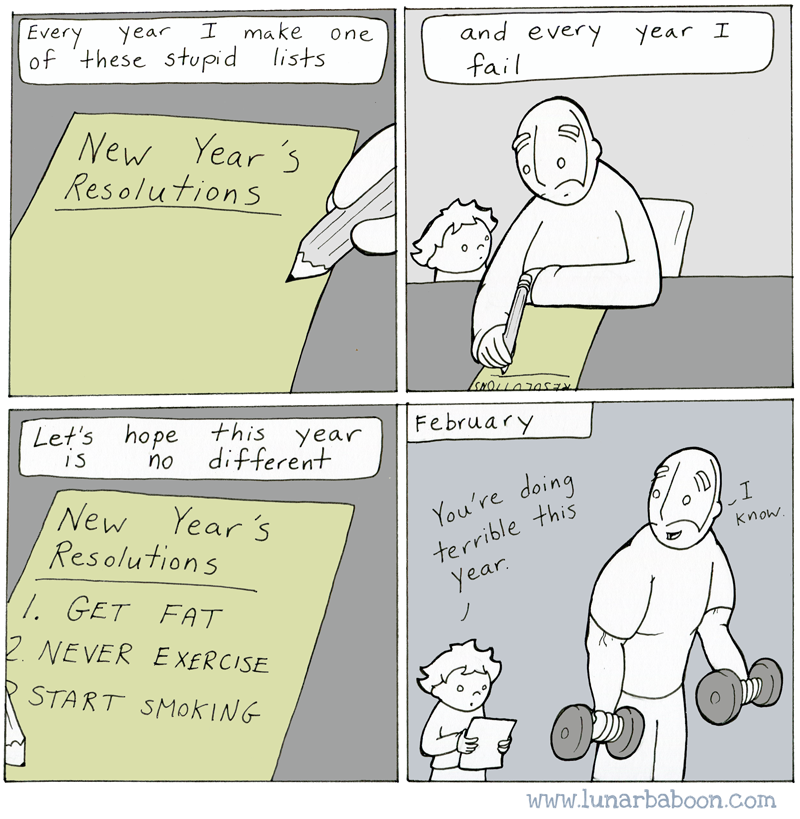 Every year I make one
of these stupid lists
New Year's
Resolutions
and every year I
fail
RESOLUTIONS
Let's hope this year
is no different
New Year's
Resolutions
1. GET FAT
2. NEVER EXERCISE
3 START SMOKING
February
You're doing
terrible this
year.
I
know.
www.lunarbaboon.com